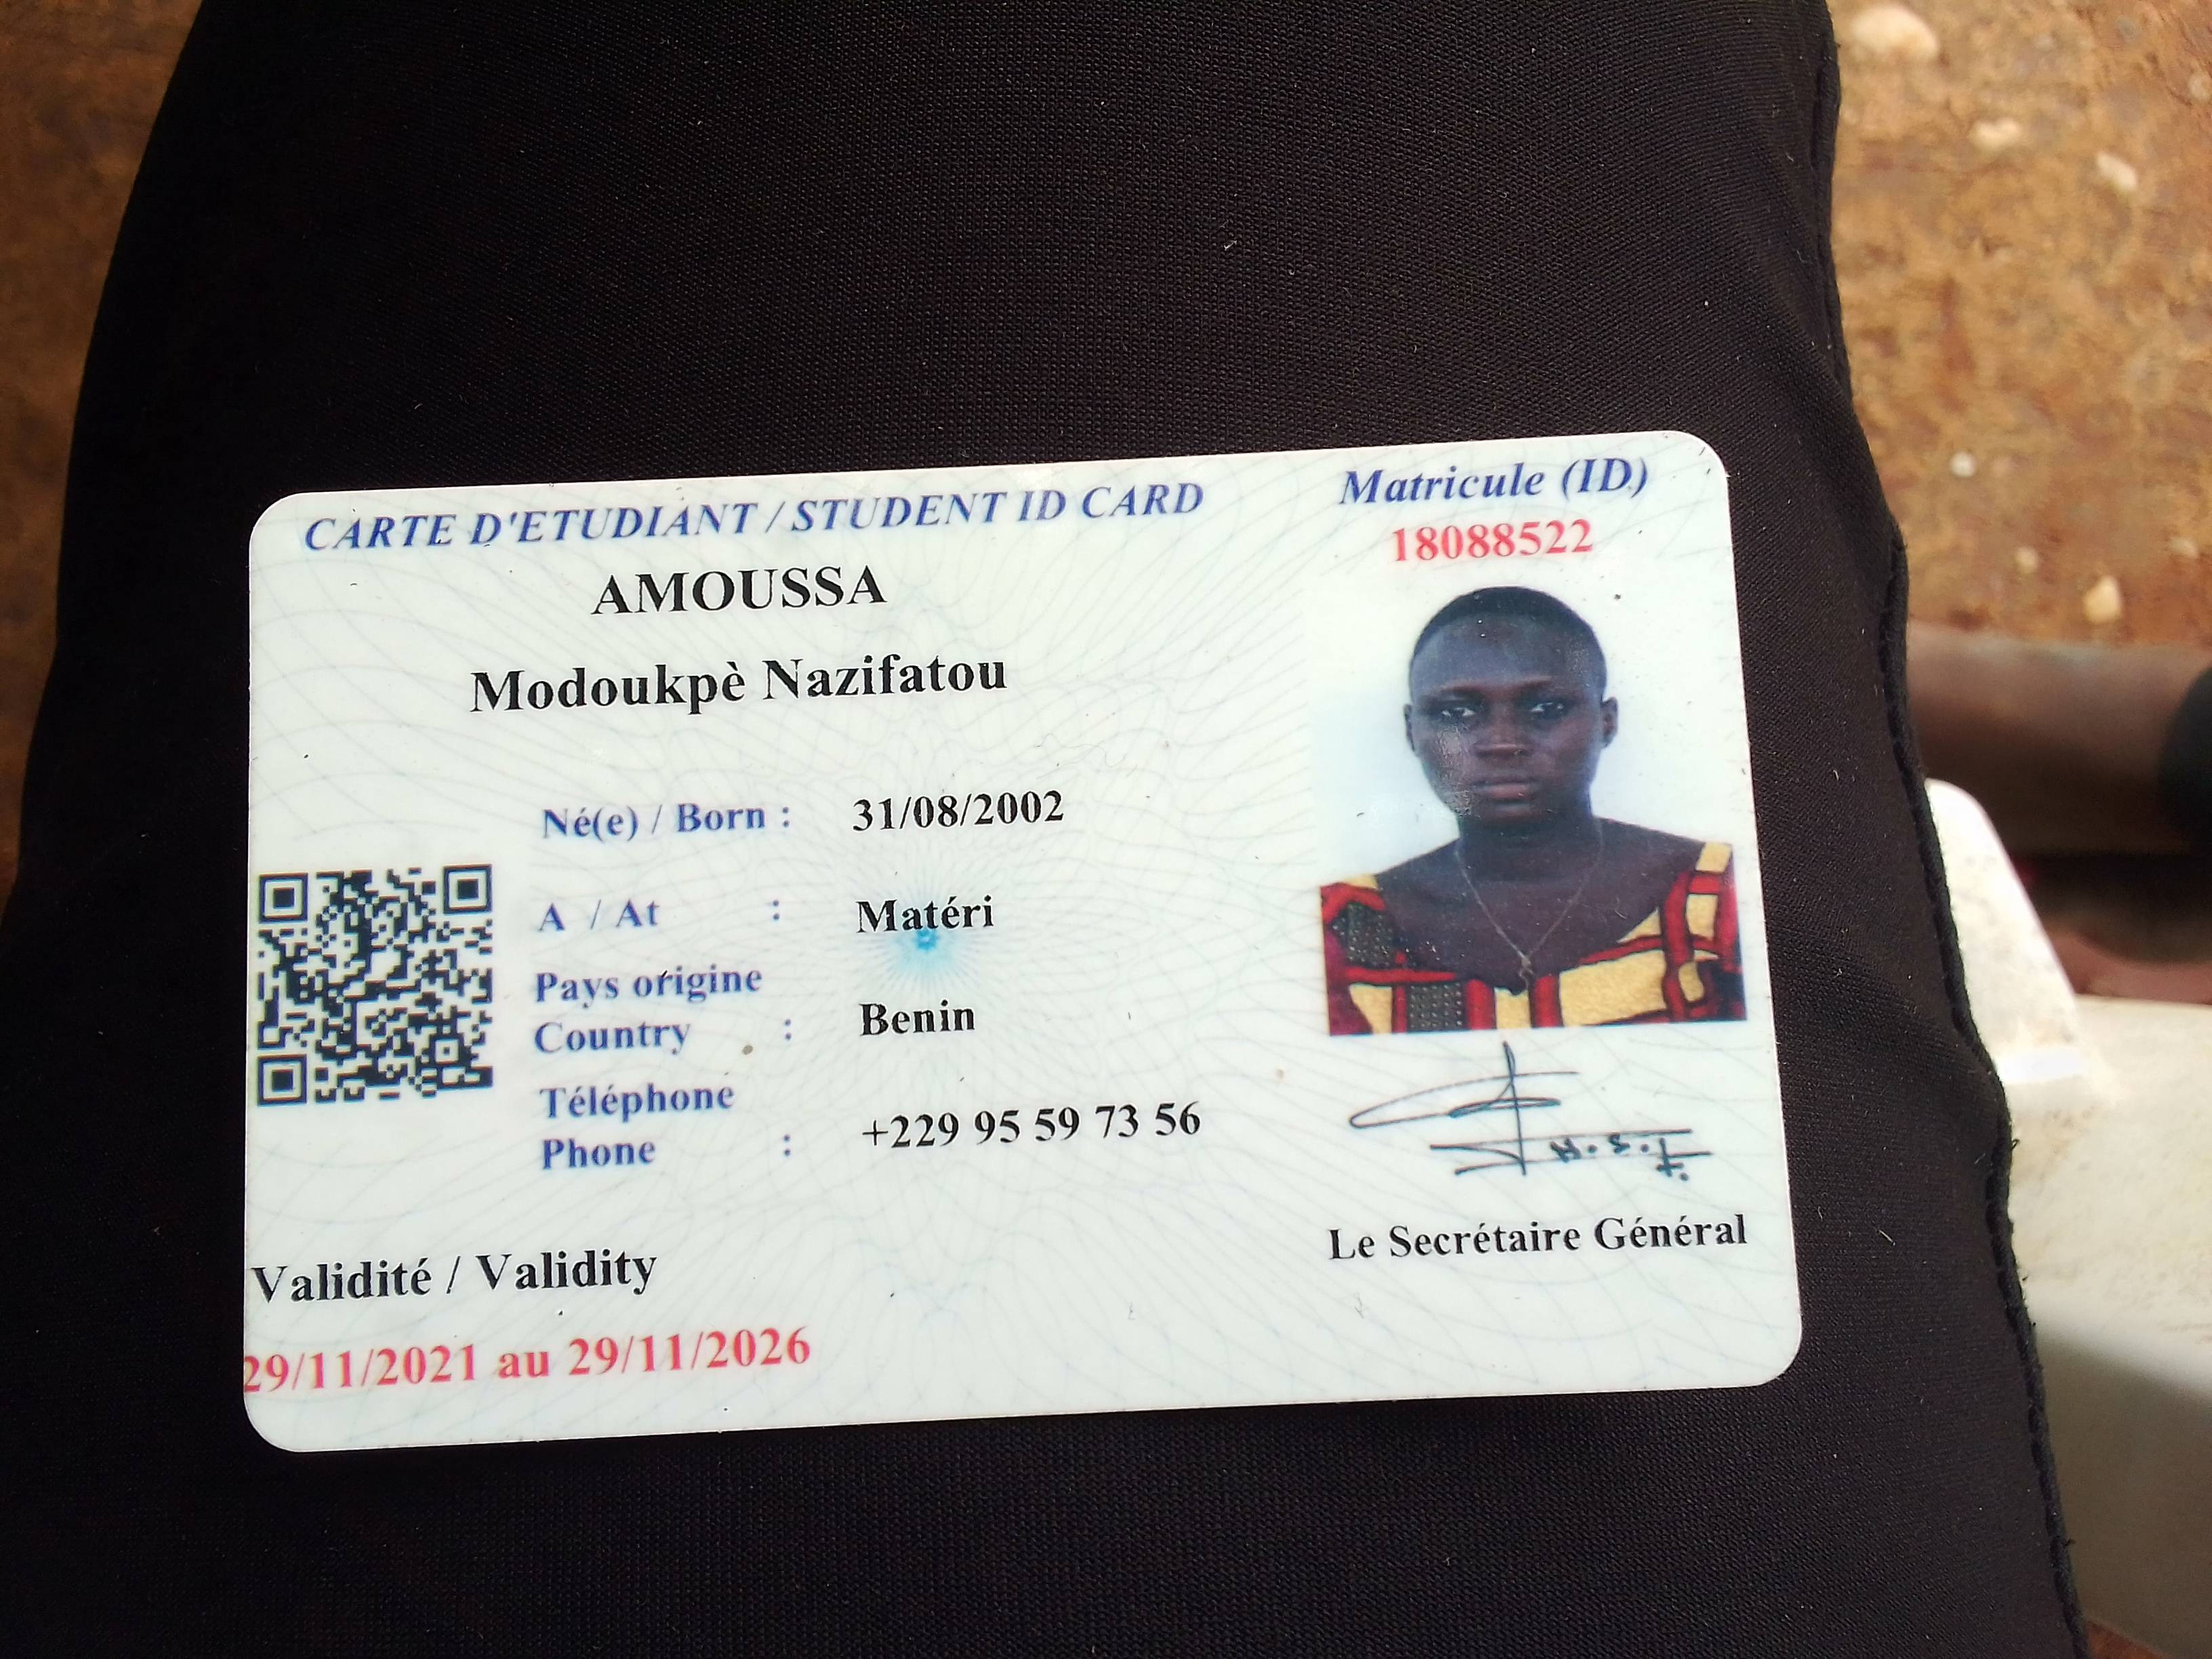 CARTE D'ETUDIANT / STUDENT ID CARD
Matricule (ID)
18088522
AMOUSSA
Modoukpè Nazifatou
Né(e) / Born : 31/08/2002
A / At : Matéri
Pays origine
Country : Benin
Téléphone
Phone : +229 95 59 73 56
Le Secrétaire Général
Validité / Validity
29/11/2021 au 29/11/2026